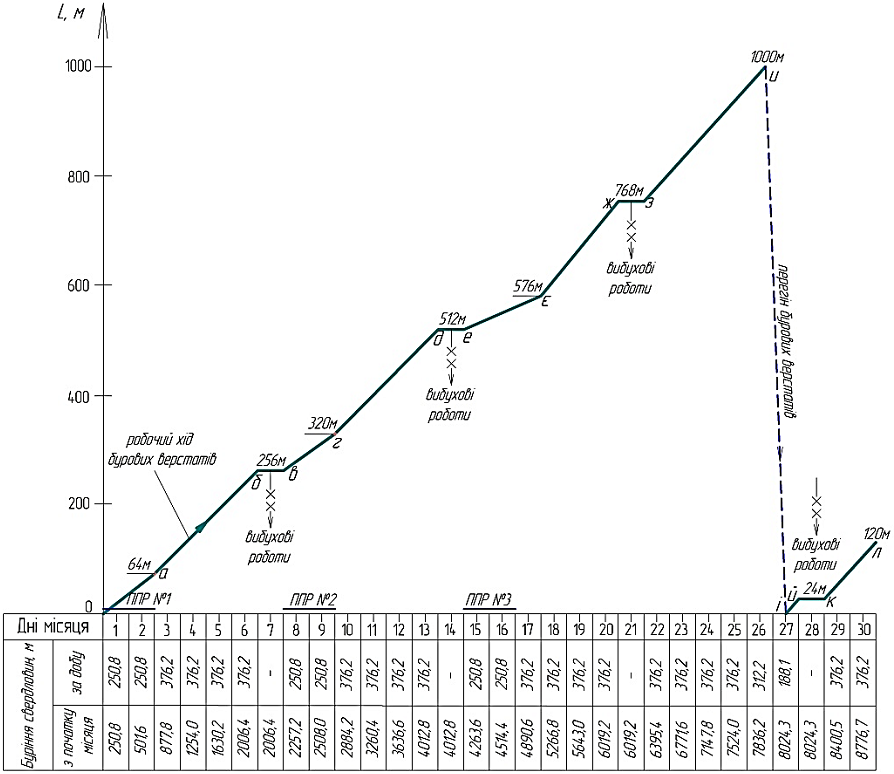 L, м
1000
1000м
и
800
768м
ж
з
вибухові
роботи
перегін бурових верстатів
600
576м
є
512м
д
е
вибухові
роботи
400
320м
г
робочий хід
бурових верстатів
256м
б
в
вибухові
роботи
200
64м
а
вибухові
роботи
120м
л
24м
і
й
к
0
ППР №1
ППР №2
ППР №3
Дні місяця 1 2 3 4 5 6 7 8 9 10 11 12 13 14 15 16 17 18 19 20 21 22 23 24 25 26 27 28 29 30
Буріння свердловин, м
за добу 250,8 250,8 376,2 376,2 376,2 376,2 - 250,8 250,8 376,2 376,2 376,2 376,2 - 250,8 250,8 376,2 376,2 376,2 376,2 - 376,2 376,2 376,2 376,2 312,2 188,1 - 376,2 376,2
з початку
місяця 250,8 501,6 877,8 1254,0 1630,2 2006,4 2006,4 2257,2 2508,0 2884,2 3260,4 3636,6 4012,8 4012,8 4263,6 4514,4 4890,6 5266,8 5643,0 6019,2 6019,2 6395,4 6771,6 7147,8 7524,0 7836,2 8024,3 8024,3 8400,5 8776,7